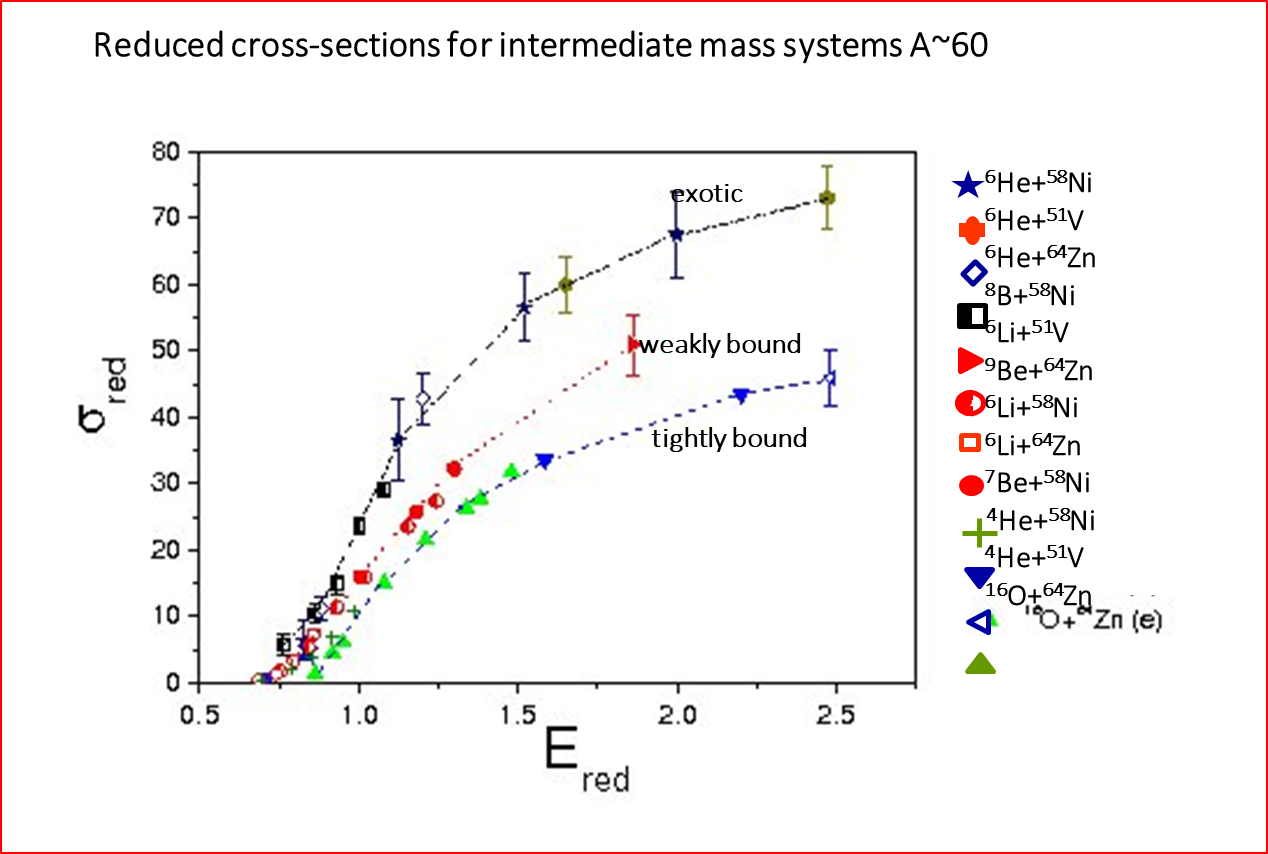 Reduced cross-sections for intermediate mass systems A~60
80
70
60
50
40
30
20
10
0
σred
exotic
weakly bound
tightly bound
0.5 1.0 1.5 2.0 2.5
Ered
⁶He+⁵⁸Ni
⁶He+⁵¹V
⁶He+⁶⁴Zn
⁸B+⁵⁸Ni
⁶Li+⁵¹V
⁹Be+⁶⁴Zn
⁶Li+⁵⁸Ni
⁶Li+⁶⁴Zn
⁷Be+⁵⁸Ni
⁴He+⁵⁸Ni
⁴He+⁵¹V
¹⁶O+⁶⁴Zn
¹⁶O+⁶⁴Zn (e)